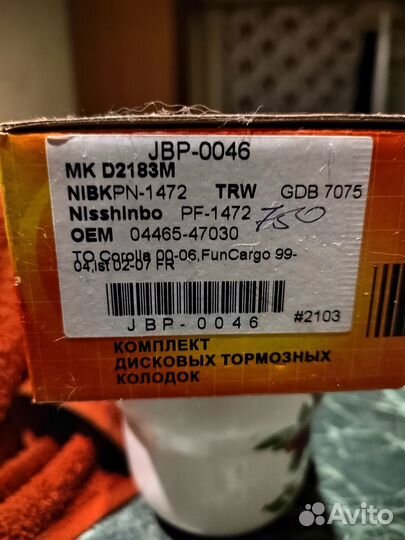 JBP-0046
MK D2183M
NIBKPN-1472 TRW GDB 7075
Nisshinbo PF-1472 750
OEM 04465-47030
TO Corolla 00-06,FunCargo 99-
04,ist 02-07 FR
JBP-0046 #2103
КОМПЛЕКТ
ДИСКОВЫХ ТОРМОЗНЫХ
КОЛОДОК
Avito